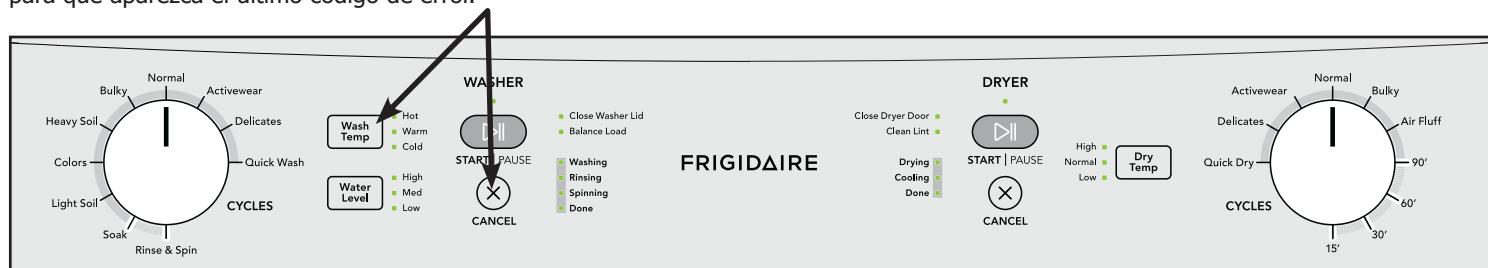 para que aparezca el último código de error.
WASHER
DRYER
Normal
Bulky
Activewear
Heavy Soil
Delicates
Colors
Quick Wash
Light Soil
Soak
Rinse & Spin
CYCLES
Wash
Temp
Hot
Warm
Cold
Water
Level
High
Med
Low
START | PAUSE
CANCEL
Close Washer Lid
Balance Load
Washing
Rinsing
Spinning
Done
FRIGIDAIRE
Close Dryer Door
Clean Lint
Drying
Cooling
Done
START | PAUSE
CANCEL
High
Normal
Low
Dry
Temp
Normal
Activewear
Bulky
Delicates
Air Fluff
Quick Dry
90'
60'
30'
15'
CYCLES